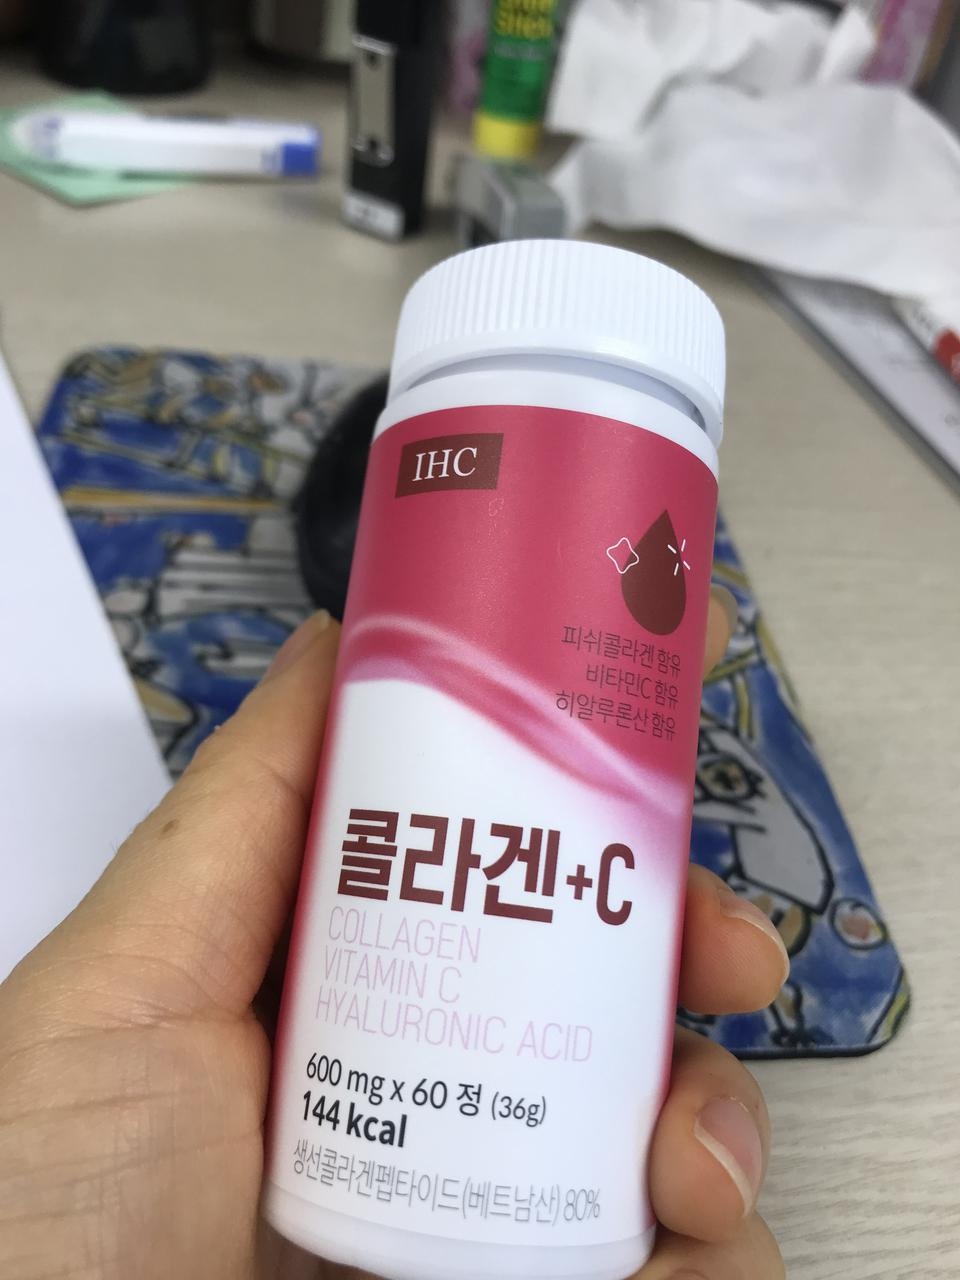 STICK
IHC
피쉬콜라겐 함유
비타민C 함유
히알루론산 함유
콜라겐+C
COLLAGEN
VITAMIN C
HYALURONIC ACID
600 mg x 60 정 (36g)
144 kcal
생선콜라겐펩타이드(베트남산) 80%